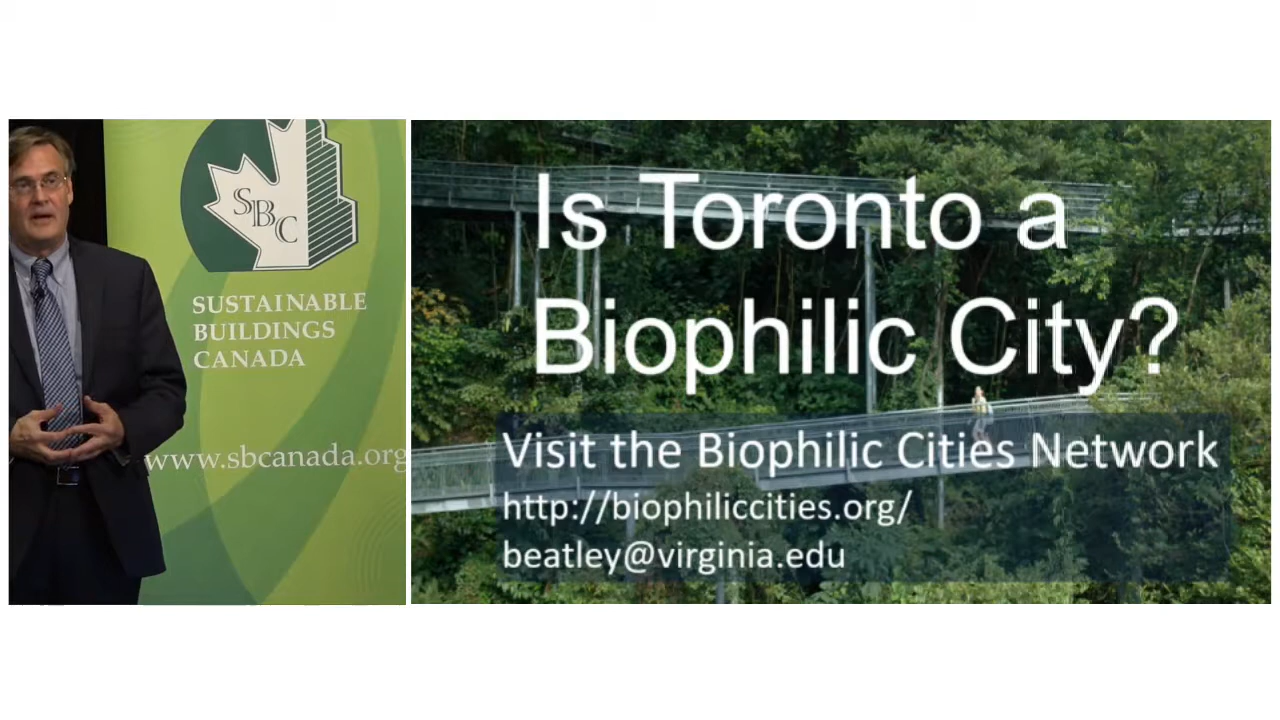 SBC
SUSTAINABLE
BUILDINGS
CANADA
www.sbcanada.org
Is Toronto a
Biophilic City?
Visit the Biophilic Cities Network
http://biophiliccities.org/
beatley@virginia.edu